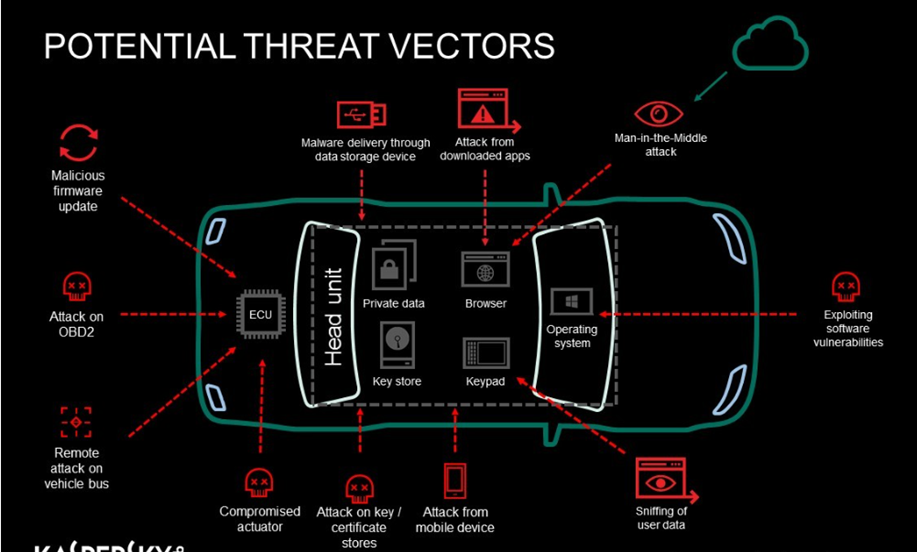 POTENTIAL THREAT VECTORS
Malicious
firmware
update
Malware delivery through
data storage device
Attack from
downloaded apps
Man-in-the-Middle
attack
Attack on
OBD2
ECU
Head unit
Private data
Browser
Key store
Keypad
Operating
system
Exploiting
software
vulnerabilities
Remote
attack on
vehicle bus
Compromised
actuator
Attack on key /
certificate
stores
Attack from
mobile device
Sniffing of
user data
KASPERSKY